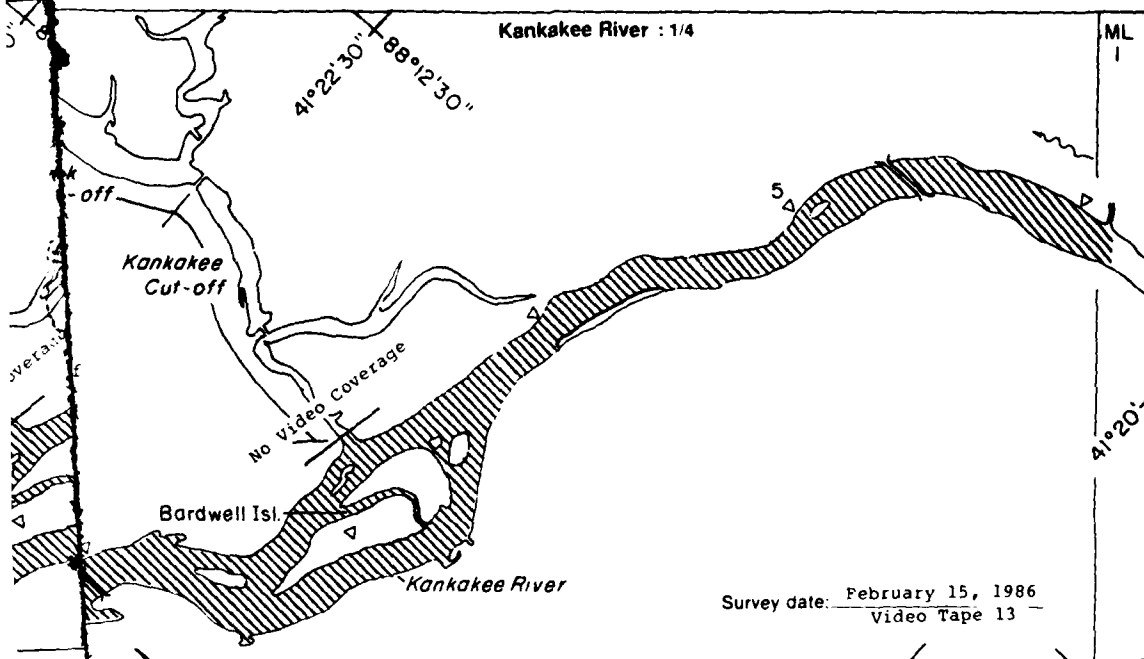 Kankakee River : 1/4
ML
1
41°22'30"
88°12'30"
-off
Kankakee
Cut-off
5
No Video Coverage
41°20'
Bardwell Isl.
Kankakee River
Survey date: February 15, 1986
Video Tape 13